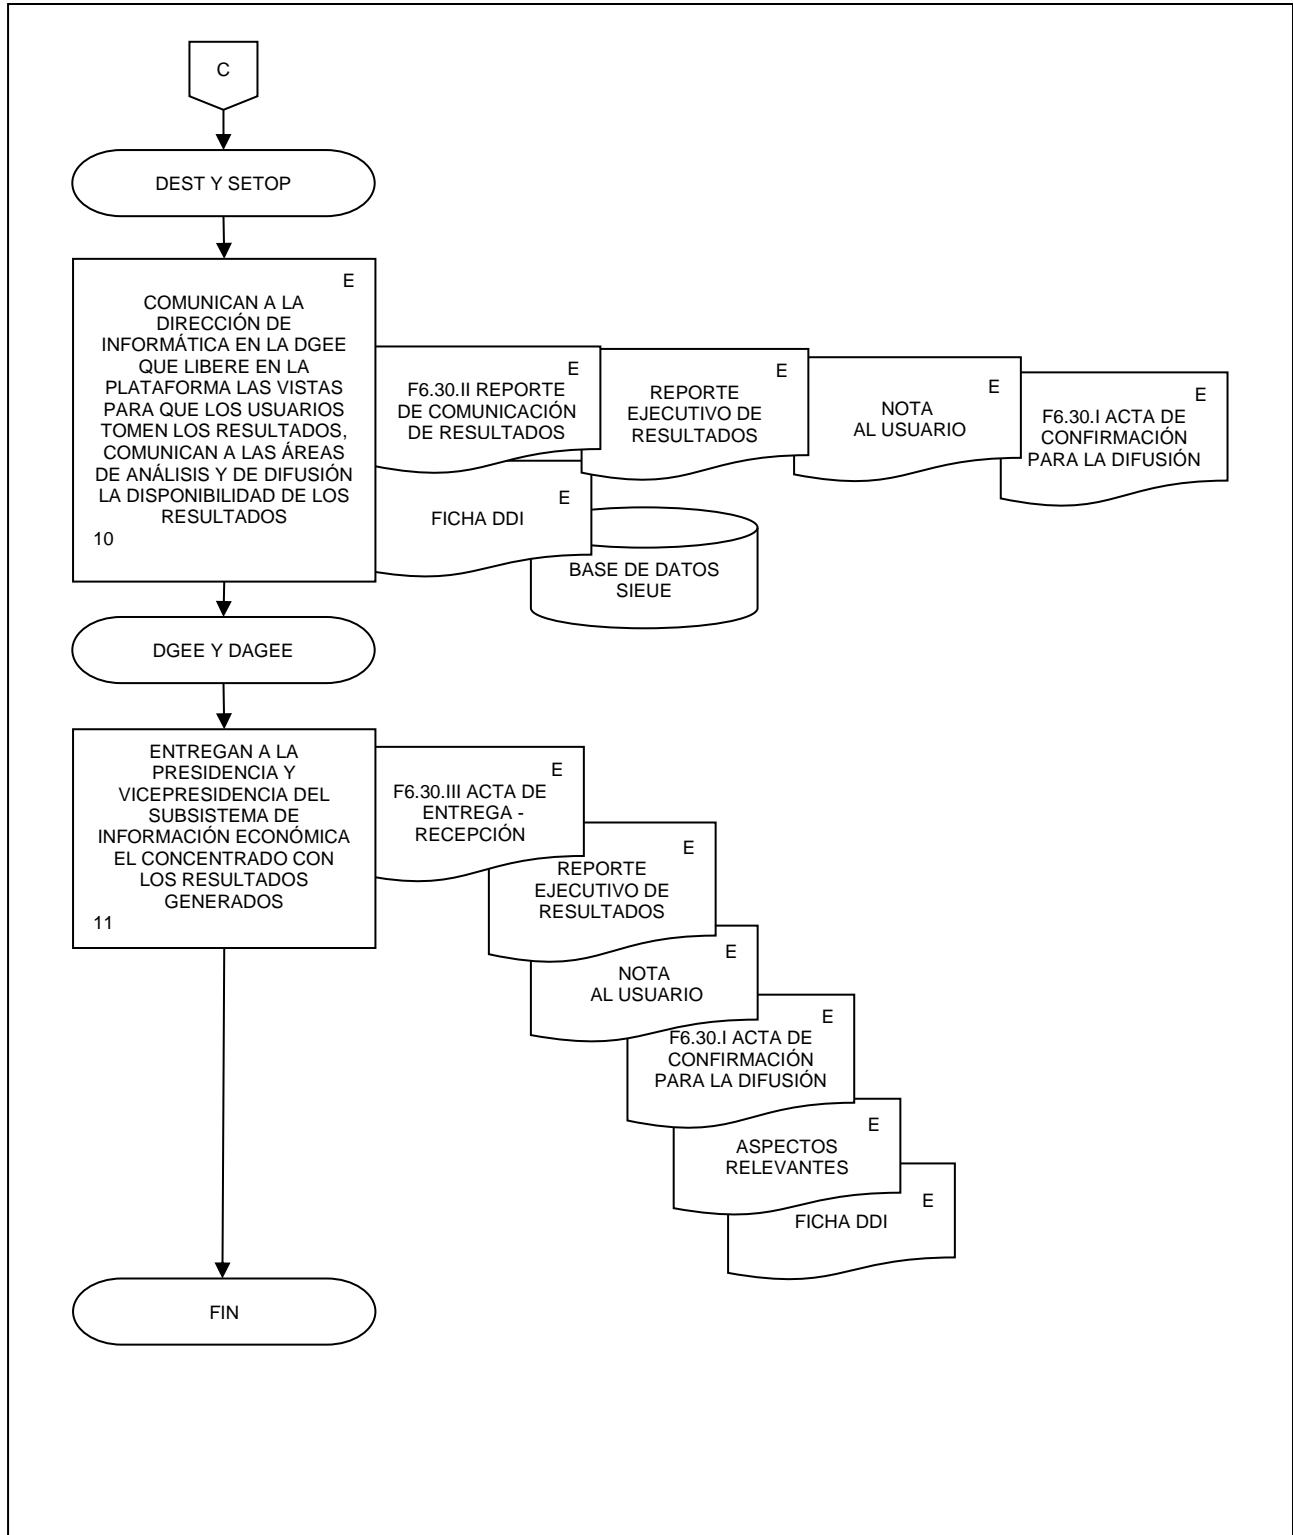 C
DEST Y SETOP
E
COMUNICAN A LA
DIRECCIÓN DE
INFORMÁTICA EN LA DGEE
QUE LIBERE EN LA
PLATAFORMA LAS VISTAS
PARA QUE LOS USUARIOS
TOMEN LOS RESULTADOS,
COMUNICAN A LAS ÁREAS
DE ANÁLISIS Y DE DIFUSIÓN
LA DISPONIBILIDAD DE LOS
RESULTADOS
10
E
F6.30.II REPORTE
DE COMUNICACIÓN
DE RESULTADOS
E
REPORTE
EJECUTIVO DE
RESULTADOS
E
NOTA
AL USUARIO
E
F6.30.I ACTA DE
CONFIRMACIÓN
PARA LA DIFUSIÓN
E
FICHA DDI
BASE DE DATOS
SIEUE
DGEE Y DAGEE
ENTREGAN A LA
PRESIDENCIA Y
VICEPRESIDENCIA DEL
SUBSISTEMA DE
INFORMACIÓN ECONÓMICA
EL CONCENTRADO CON
LOS RESULTADOS
GENERADOS
11
E
F6.30.III ACTA DE
ENTREGA -
RECEPCIÓN
E
REPORTE
EJECUTIVO DE
RESULTADOS
E
NOTA
AL USUARIO
E
F6.30.I ACTA DE
CONFIRMACIÓN
PARA LA DIFUSIÓN
E
ASPECTOS
RELEVANTES
E
FICHA DDI
FIN